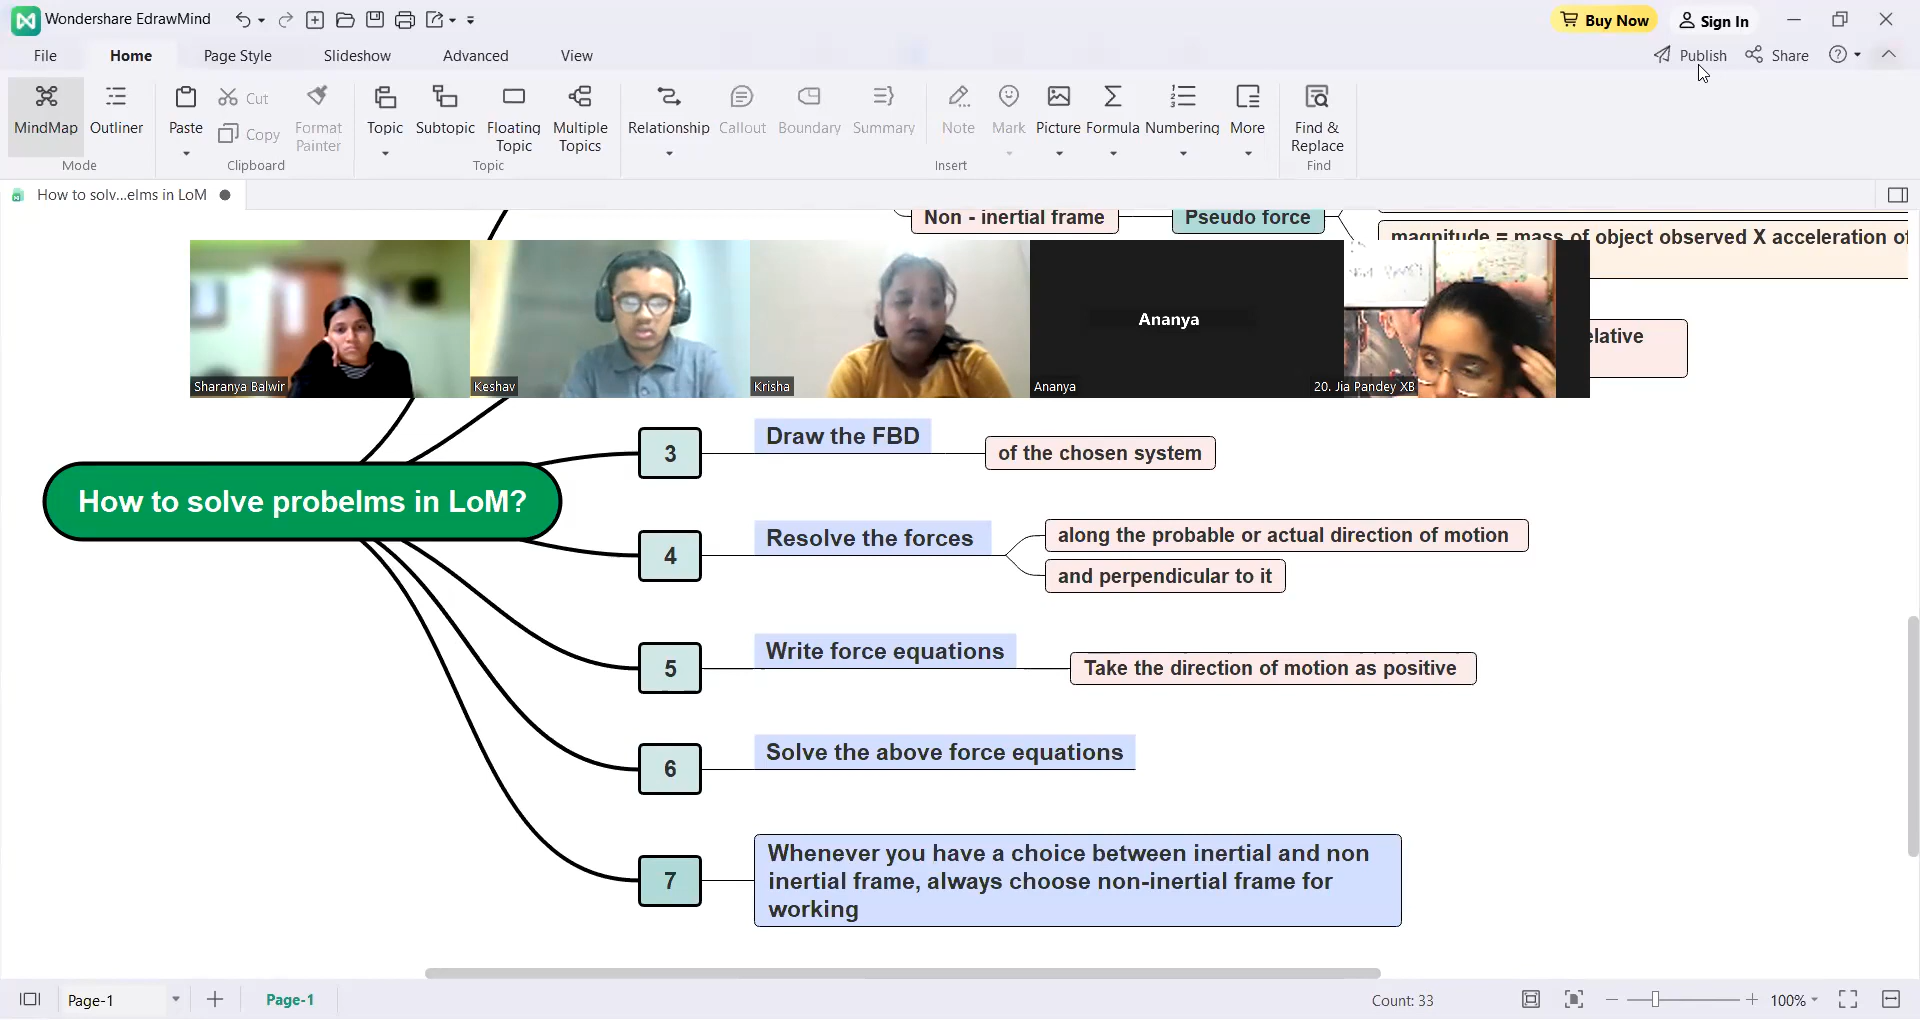 Wondershare EdrawMind
Buy Now
Sign In
File
Home
Page Style
Slideshow
Advanced
View
Publish
Share
MindMap
Outliner
Mode
Paste
Cut
Copy
Format
Painter
Clipboard
Topic
Subtopic
Floating
Topic
Multiple
Topics
Topic
Relationship
Callout
Boundary
Summary
Note
Mark
Picture
Formula
Numbering
More
Insert
Find &
Replace
Find
How to solv...elms in LoM
Non - inertial frame
Pseudo force
magnitude = mass of object observed X acceleration of
elative
Ananya
Sharanya Balwir
Keshav
Krisha
Ananya
20. Jia Pandey XB
How to solve probelms in LoM?
3
Draw the FBD
of the chosen system
4
Resolve the forces
along the probable or actual direction of motion
and perpendicular to it
5
Write force equations
Take the direction of motion as positive
6
Solve the above force equations
7
Whenever you have a choice between inertial and non
inertial frame, always choose non-inertial frame for
working
Page-1
Page-1
Count: 33
100%